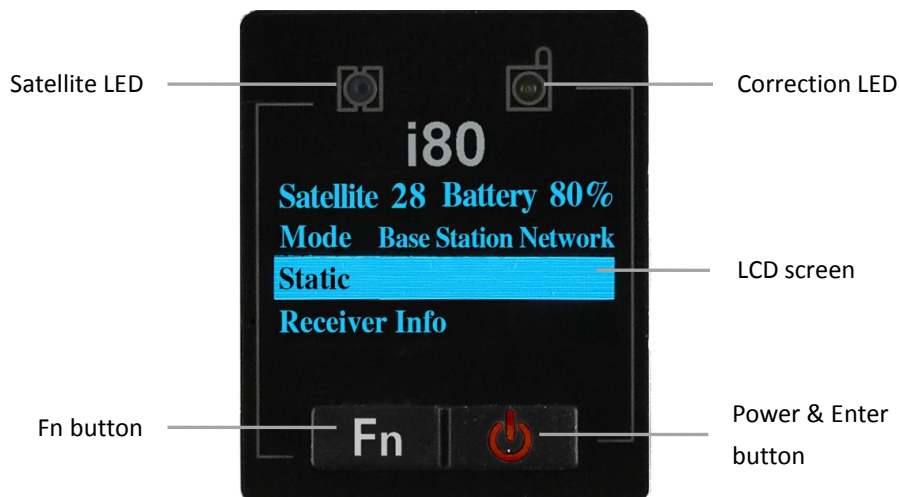 Satellite LED
Correction LED
i80
Satellite 28 Battery 80%
Mode Base Station Network
Static
LCD screen
Receiver Info
Fn button
Fn
Power & Enter
button